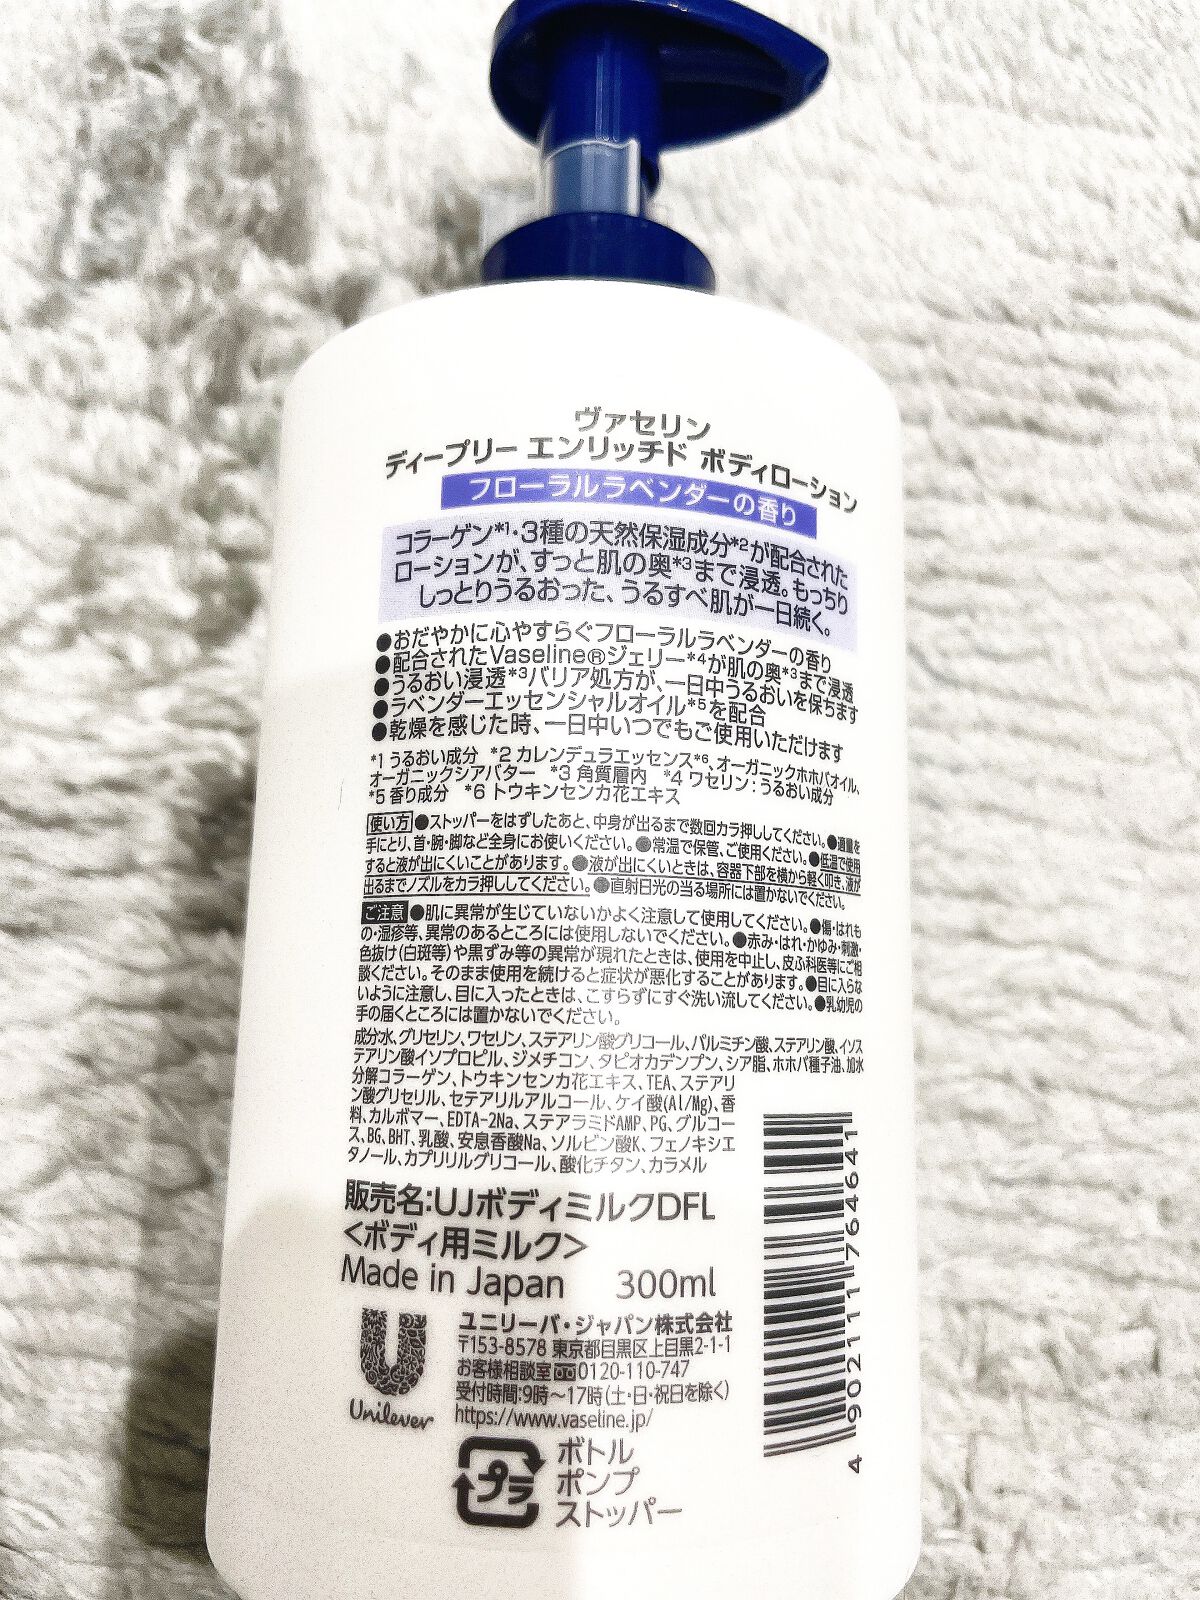 ヴァセリン
ディープリー エンリッチド ボディローション
フローラルラベンダーの香り
コラーゲン*1・3種の天然保湿成分*2が配合された
ローションが、すっと肌の奥*3まで浸透。もっちり
しっとりうるおった、うるすべ肌が一日続く。
●おだやかに心やすらぐフローラルラベンダーの香り
●配合されたVaseline®ジェリー*4が肌の奥*3まで浸透
●うるおい浸透*3バリア処方が、一日中うるおいを保ちます
●ラベンダーエッセンシャルオイル*5を配合
●乾燥を感じた時、一日中いつでもご使用いただけます
*1 うるおい成分 *2 カレンデュラエッセンス*6、オーガニックホホバオイル、
オーガニックシアバター *3 角質層内 *4 ワセリン：うるおい成分
*5 香り成分 *6 トウキンセンカ花エキス
使い方 ●ストッパーをはずしたあと、中身が出るまで数回カラ押ししてください。●適量を
手にとり、首・腕・脚など全身にお使いください。●常温で保管、ご使用ください。●低温で使用
すると液が出にくいことがあります。●液が出にくいときは、容器下部を横から軽く叩き、液が
出るまでノズルをカラ押ししてください。●直射日光の当る場所には置かないでください。
ご注意 ●肌に異常が生じていないかよく注意して使用してください。●傷・はれも
の・湿疹等、異常のあるところには使用しないでください。●赤み・はれ・かゆみ・刺激・
色抜け(白斑等)や黒ずみ等の異常が現れたときは、使用を中止し、皮ふ科医等にご相
談ください。そのまま使用を続けると症状が悪化することがあります。●目に入らな
いように注意し、目に入ったときは、こすらずにすぐ洗い流してください。●乳幼児の
手の届くところには置かないでください。
成分:水、グリセリン、ワセリン、ステアリン酸グリコール、パルミチン酸、ステアリン酸、イソス
テアリン酸イソプロピル、ジメチコン、タピオカデンプン、シア脂、ホホバ種子油、加水
分解コラーゲン、トウキンセンカ花エキス、TEA、ステアリ
ン酸グリセリル、セテアリルアルコール、ケイ酸(Al/Mg)、香
料、カルボマー、EDTA-2Na、ステアラミドAMP、PG、グルコー
ス、BG、BHT、乳酸、安息香酸Na、ソルビン酸K、フェノキシエ
タノール、カプリリルグリコール、酸化チタン、カラメル
販売名:UJボディミルクDFL
<ボディ用ミルク>
Made in Japan 300ml
ユニリーバ・ジャパン株式会社
〒153-8578 東京都目黒区上目黒2-1-1
お客様相談室 0120-110-747
受付時間:9時～17時(土・日・祝日を除く)
https://www.vaseline.jp/
Unilever
プラ
ボトル
ポンプ
ストッパー
4 902111 764641